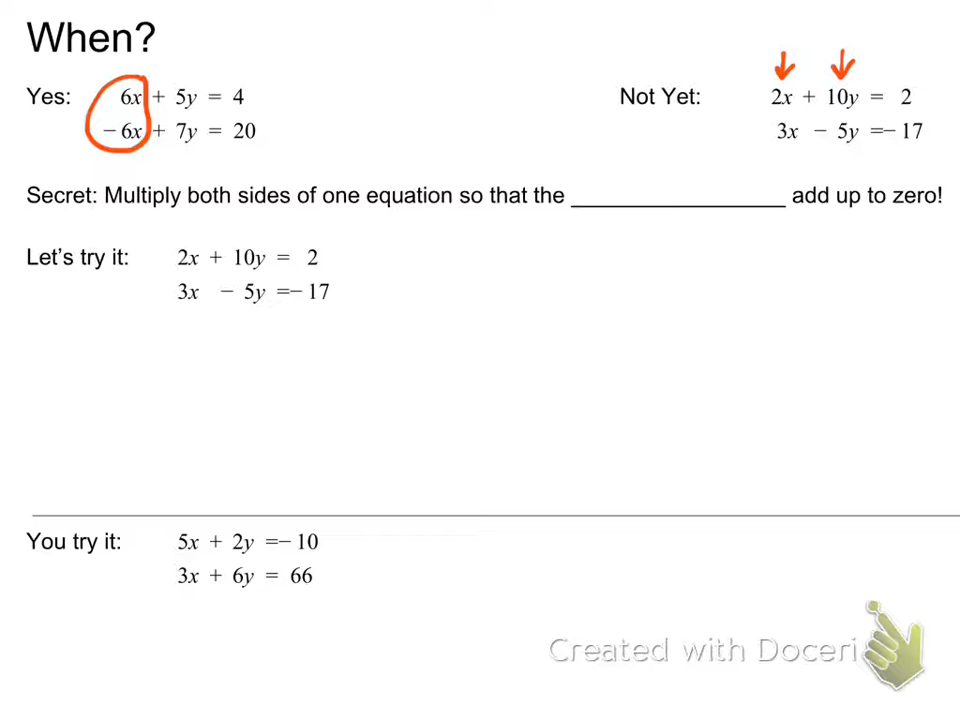 When?
Yes: 6x + 5y = 4 Not Yet: 2x + 10y = 2
− 6x + 7y = 20 3x − 5y =− 17
Secret: Multiply both sides of one equation so that the _________________ add up to zero!
Let’s try it: 2x + 10y = 2
3x − 5y =− 17
You try it: 5x + 2y =− 10
3x + 6y = 66
Created with Doceri